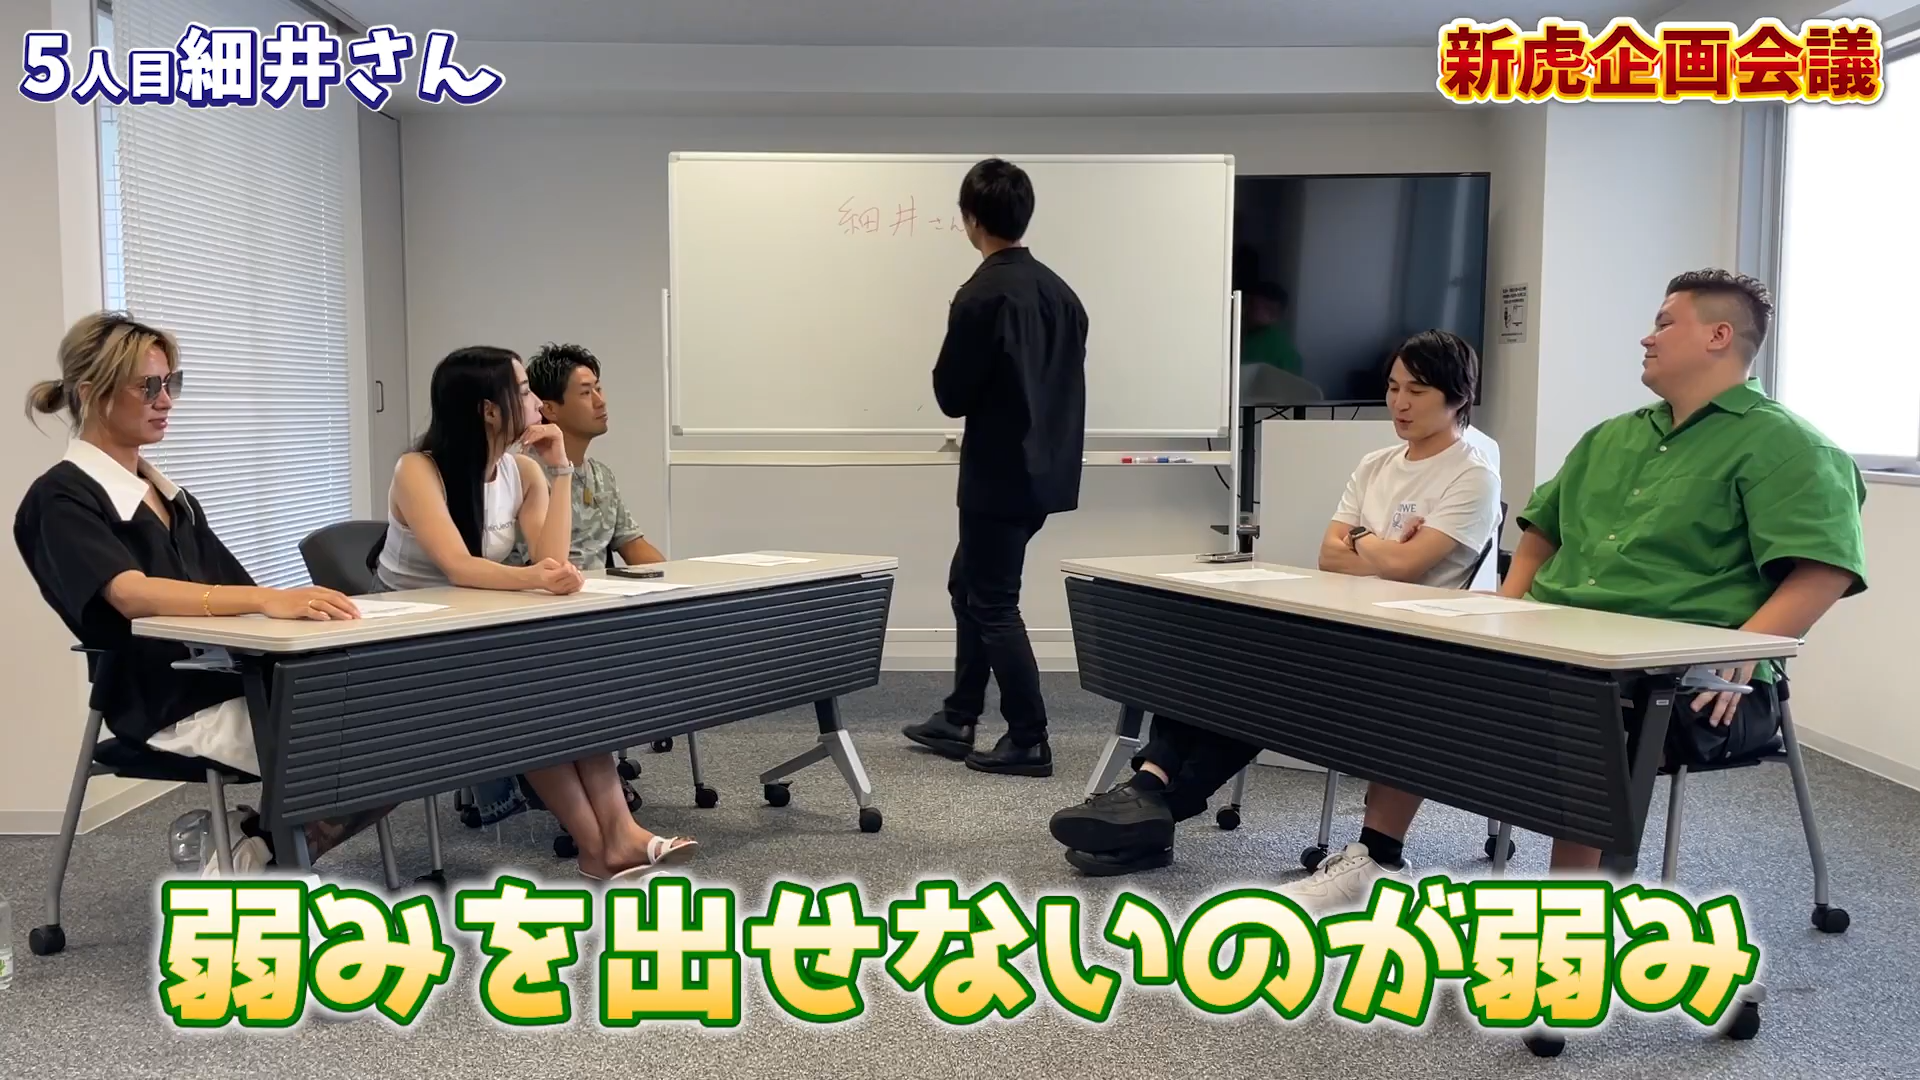 5人目細井さん
新虎企画会議
細井さん
弱みを出せないのが弱み